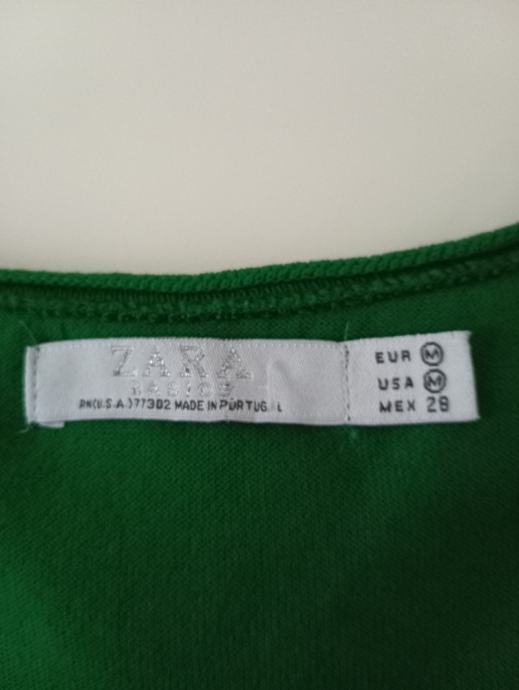 ZARA
BASICS
RN(U.S.A.)77302 MADE IN PORTUGAL
EUR M
USA M
MEX 28